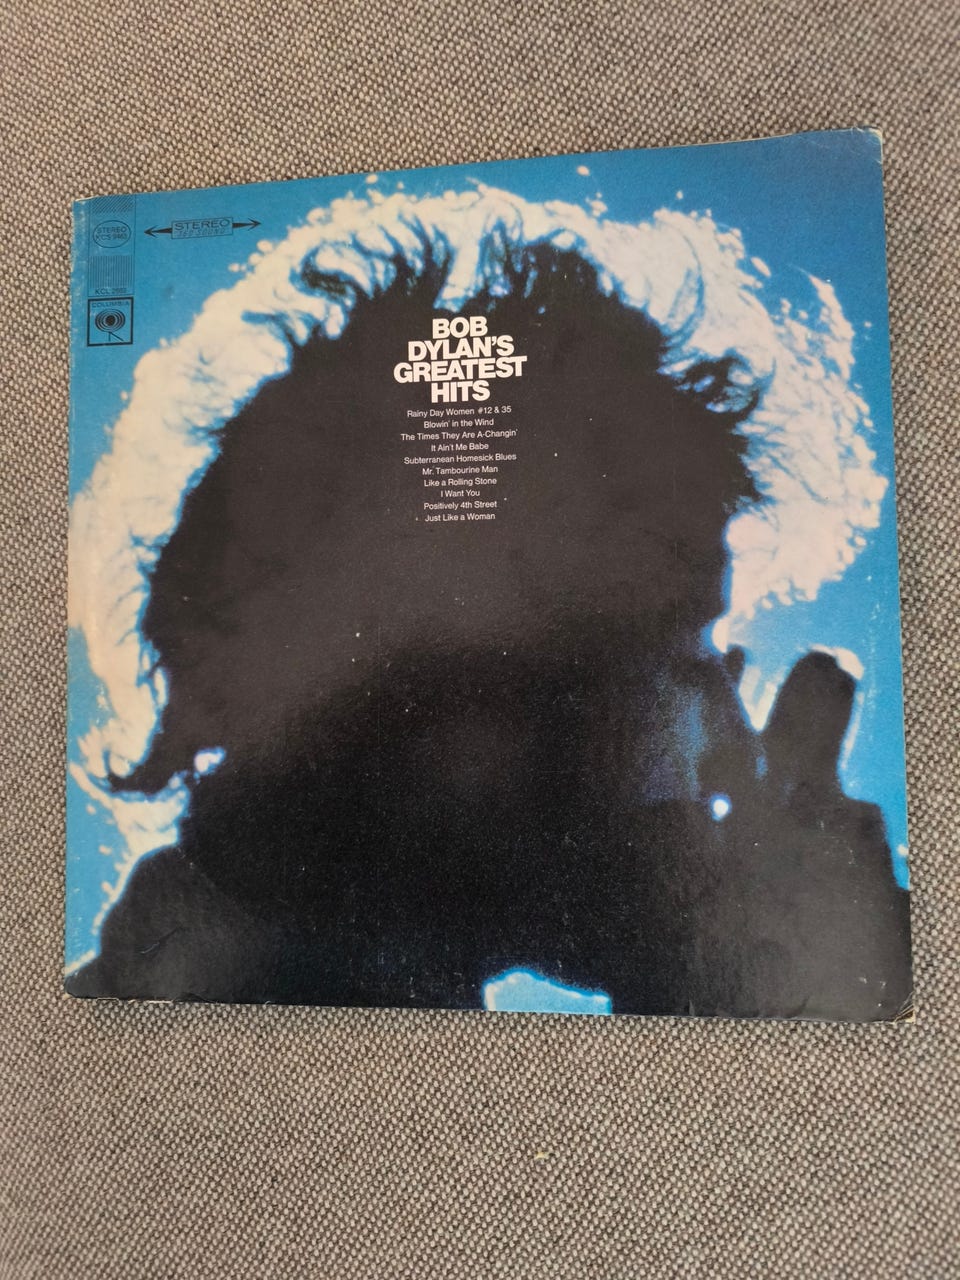 STEREO
KCS 9463
STEREO
"360 SOUND"
KCL 2663
COLUMBIA
BOB
DYLAN'S
GREATEST
HITS
Rainy Day Women #12 & 35
Blowin' in the Wind
The Times They Are A-Changin'
It Ain't Me Babe
Subterranean Homesick Blues
Mr. Tambourine Man
Like a Rolling Stone
I Want You
Positively 4th Street
Just Like a Woman